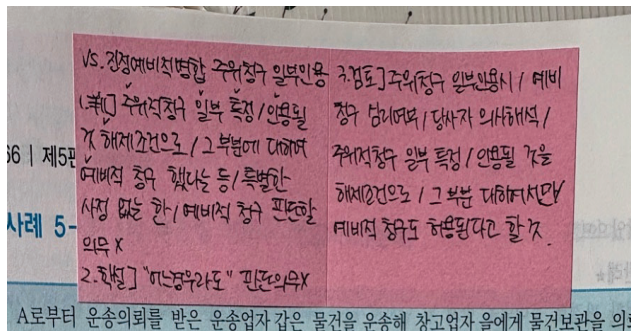 vs. 진정예비적병합 주위청구 일부인용
1. 判] 주위적청구 일부 특정/인용될
것 해제조건으로/그부분에 대하여
예비적 청구 했다는 등/특별한
사정 없는 한/예비적 청구 판단할
의무 X
2. 학설] "어느경우라도" 판단의무X
3. 검토] 주위청구 일부인용시/예비
청구 심리여부/당사자 의사해석/
주위적청구 일부 특정/인용될 것을
해제조건으로/그 부분 대하여서만
예비적 청구도 허용된다고 할 것.
66 | 제5편
사례 5-
A로부터 운송의뢰를 받은 운송업자 갑은 물건을 운송해 창고업자 을에게 물건보관을 의